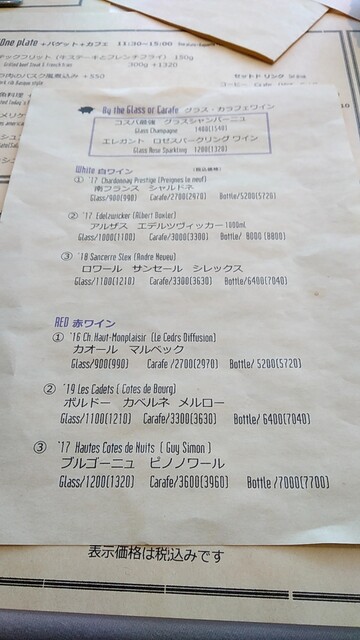 One plate + バゲット+カフェ 11:30~15:00
300g +1320
+550
By the Glass or Carafe グラス・カラフェワイン
コスパ最強 グラスシャンパーニュ
Glass Champagne 1400(1540)
エレガント ロゼスパークリング ワイン
Glass Rose Sparkling 1200(1320)
White 白ワイン (税込価格)
① '17 Chardonnay Prestige (Preignes le neuf)
南フランス シャルドネ
Glass/900(990) Carafe/2700(2970) Bottle/5200(5720)
② '17 Edelzwicker (Albert Boxler)
アルザス エデルツヴィッカー 1000ml
Glass/1000(1100) Carafe/3000(3300) Bottle/ 8000 (8800)
③ '18 Sancerre Silex (Andre Neveu)
ロワール サンセール シレックス
Glass/1100(1210) Carafe/3300(3630) Bottle/6400(7040)
RED 赤ワイン
① '16 Ch. Haut-Monplaisir (Le Cedrs Diffusion)
カオール マルベック
Glass/900(990) Carafe /2700(2970) Bottle/ 5200(5720)
② '19 Les Cadets ( Cotes de Bourg)
ボルドー カベルネ メルロー
Glass/1100(1210) Carafe/3300(3630) Bottle/ 6400(7040)
③ '17 Hautes Cotes de Nuits ( Guy Simon )
ブルゴーニュ ピノノワール
Glass/1200(1320) Carafe/3600(3960) Bottle /7000(7700)
表示価格は税込みです